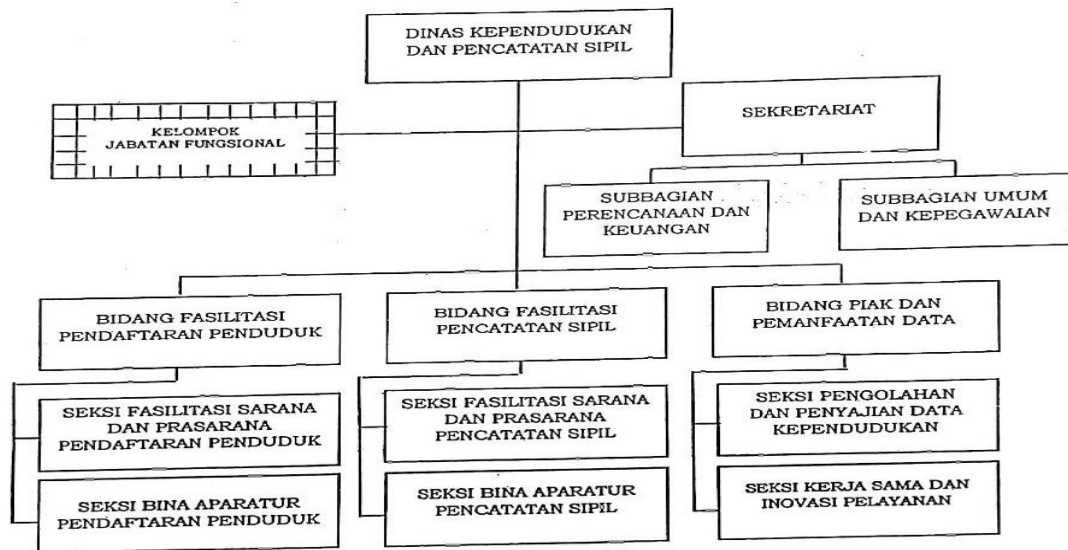 DINAS KEPENDUDUKAN
DAN PENCATATAN SIPIL
SEKRETARIAT
KELOMPOK
JABATAN FUNGSIONAL
SUBBAGIAN
PERENCANAAN DAN
KEUANGAN
SUBBAGIAN UMUM
DAN KEPEGAWAIAN
BIDANG FASILITASI
PENDAFTARAN PENDUDUK
BIDANG FASILITASI
PENCATATAN SIPIL
BIDANG PIAK DAN
PEMANFAATAN DATA
SEKSI FASILITASI SARANA
DAN PRASARANA
PENDAFTARAN PENDUDUK
SEKSI FASILITASI SARANA
DAN PRASARANA
PENCATATAN SIPIL
SEKSI PENGOLAHAN
DAN PENYAJIAN DATA
KEPENDUDUKAN
SEKSI BINA APARATUR
PENDAFTARAN PENDUDUK
SEKSI BINA APARATUR
PENCATATAN SIPIL
SEKSI KERJA SAMA DAN
INOVASI PELAYANAN